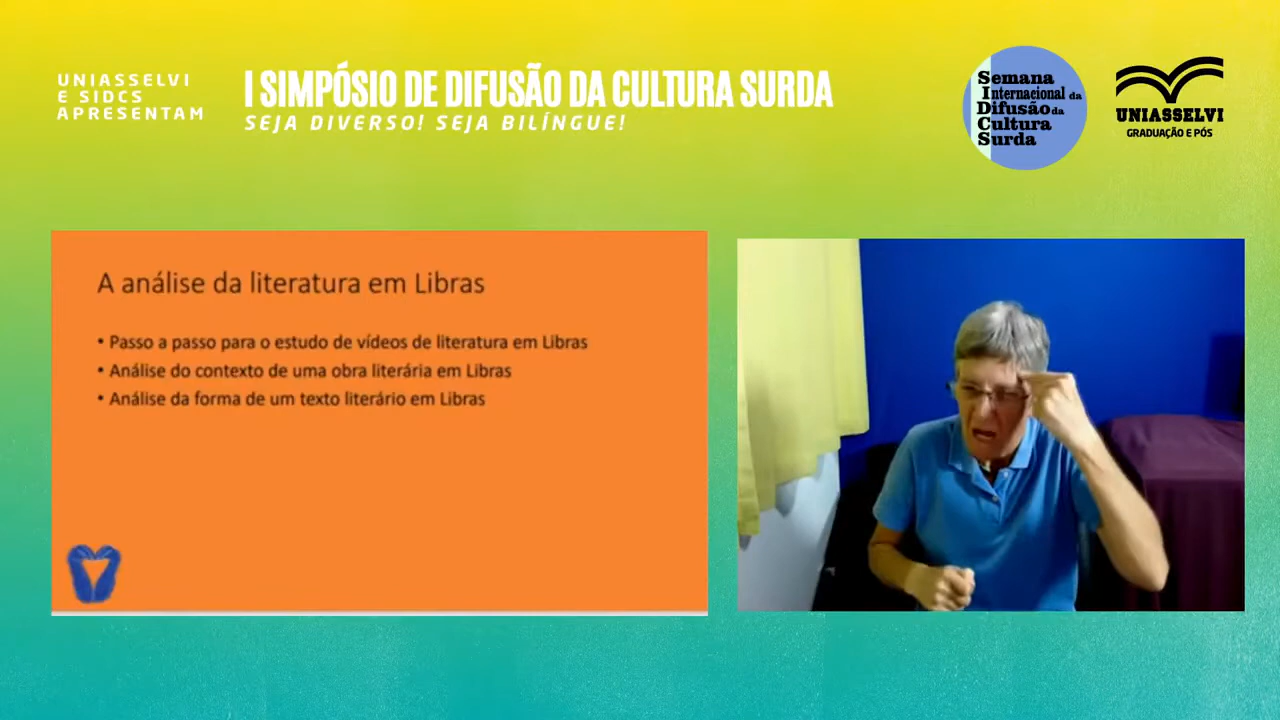 UNIASSELVI
E SIDCS
APRESENTAM
I SIMPÓSIO DE DIFUSÃO DA CULTURA SURDA
SEJA DIVERSO! SEJA BILÍNGUE!
Semana
Internacional da
Difusão da
Cultura
Surda
UNIASSELVI
GRADUAÇÃO E PÓS
A análise da literatura em Libras
• Passo a passo para o estudo de vídeos de literatura em Libras
• Análise do contexto de uma obra literária em Libras
• Análise da forma de um texto literário em Libras